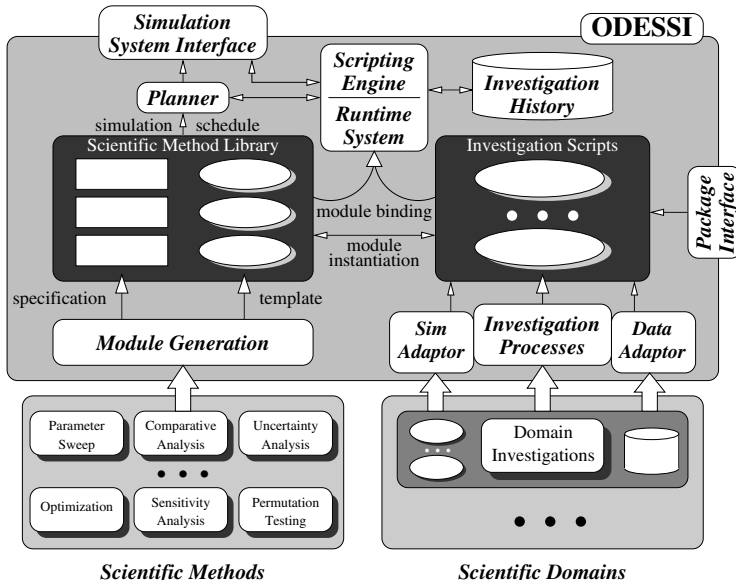 ODESSI
Simulation
System Interface
Scripting
Engine
Runtime
System
Investigation
History
Planner
simulation
schedule
Scientific Method Library
Investigation Scripts
module binding
module
instantiation
Package
Interface
specification
template
Module Generation
Sim
Adaptor
Investigation
Processes
Data
Adaptor
Parameter
Sweep
Comparative
Analysis
Uncertainty
Analysis
Optimization
Sensitivity
Analysis
Permutation
Testing
Domain
Investigations
Scientific Methods
Scientific Domains